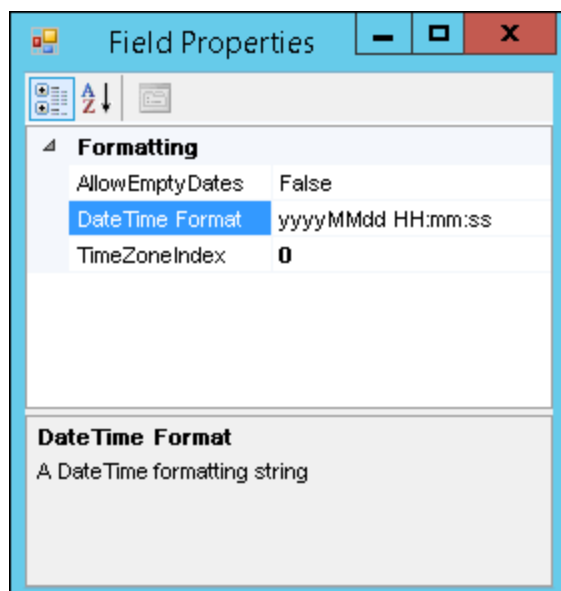 Field Properties
Formatting
AllowEmptyDates False
DateTime Format yyyyMMdd HH:mm:ss
TimeZoneIndex 0
DateTime Format
A DateTime formatting string